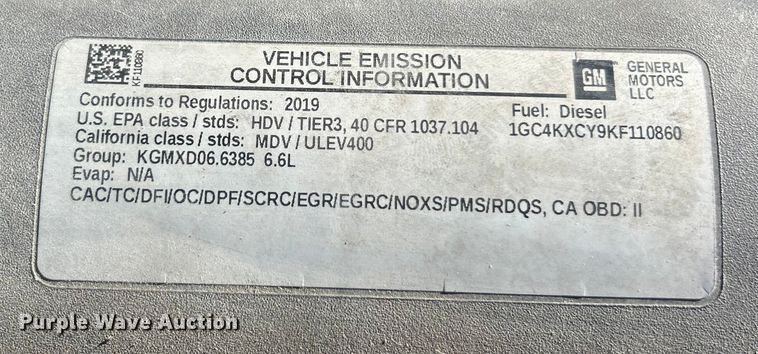 KF110860
VEHICLE EMISSION
CONTROL INFORMATION
GM
GENERAL
MOTORS
LLC
Conforms to Regulations: 2019
Fuel: Diesel
U.S. EPA class / stds: HDV / TIER3, 40 CFR 1037.104
1GC4KXCY9KF110860
California class / stds: MDV / ULEV400
Group: KGMXD06.6385 6.6L
Evap: N/A
CAC/TC/DFI/OC/DPF/SCRC/EGR/EGRC/NOXS/PMS/RDQS, CA OBD: II
Purple Wave Auction